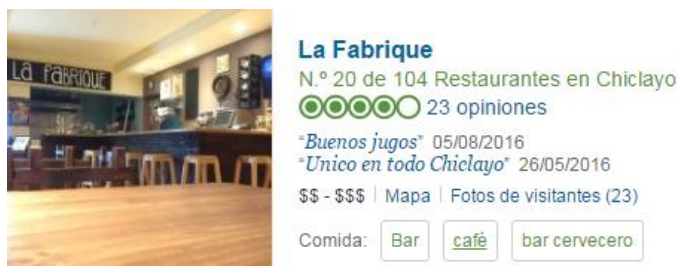 La FaBRIQUE
La Fabrique
N.º 20 de 104 Restaurantes en Chiclayo
23 opiniones
“Buenos jugos” 05/08/2016
“Unico en todo Chiclayo” 26/05/2016
$$ - $$$ | Mapa | Fotos de visitantes (23)
Comida: Bar café bar cervecero